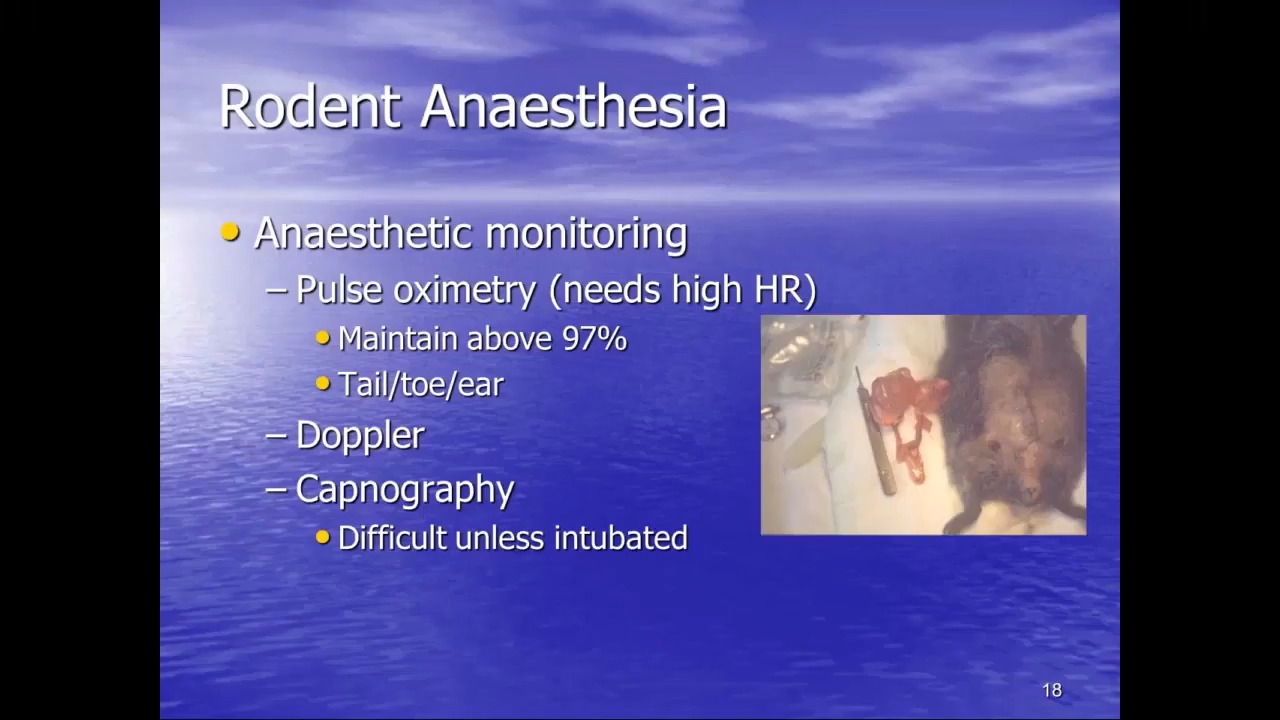 Rodent Anaesthesia
• Anaesthetic monitoring
– Pulse oximetry (needs high HR)
• Maintain above 97%
• Tail/toe/ear
– Doppler
– Capnography
• Difficult unless intubated
18